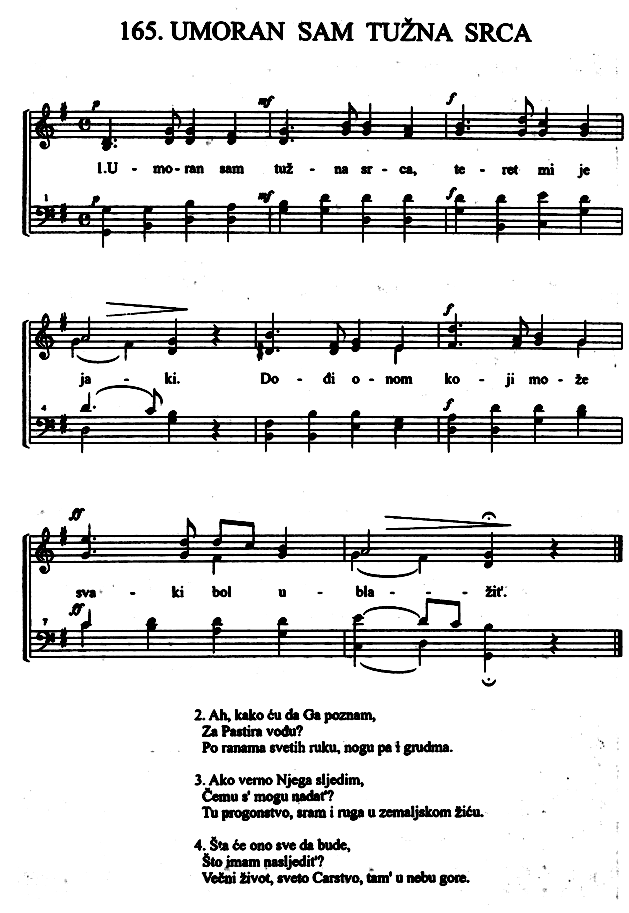 165. UMORAN SAM TUŽNA SRCA
p mf f
1.U - mo - ran sam tuž - na sr - ca, te - ret mi je
1 p mf f
f
ja - ki. Do - đi o - nom ko - ji mo - že
4 f
ff
sva - ki bol u - bla - žit'.
7 ff
2. Ah, kako ću da Ga poznam,
Za Pastira vođu?
Po ranama svetih ruku, nogu pa i grudma.
3. Ako verno Njega sljedim,
Čemu s' mogu nadat'?
Tu progonstvo, sram i ruga u zemaljskom žiću.
4. Šta će ono sve da bude,
Što jmam nasljedit'?
Večni život, sveto Carstvo, tam' u nebu gore.